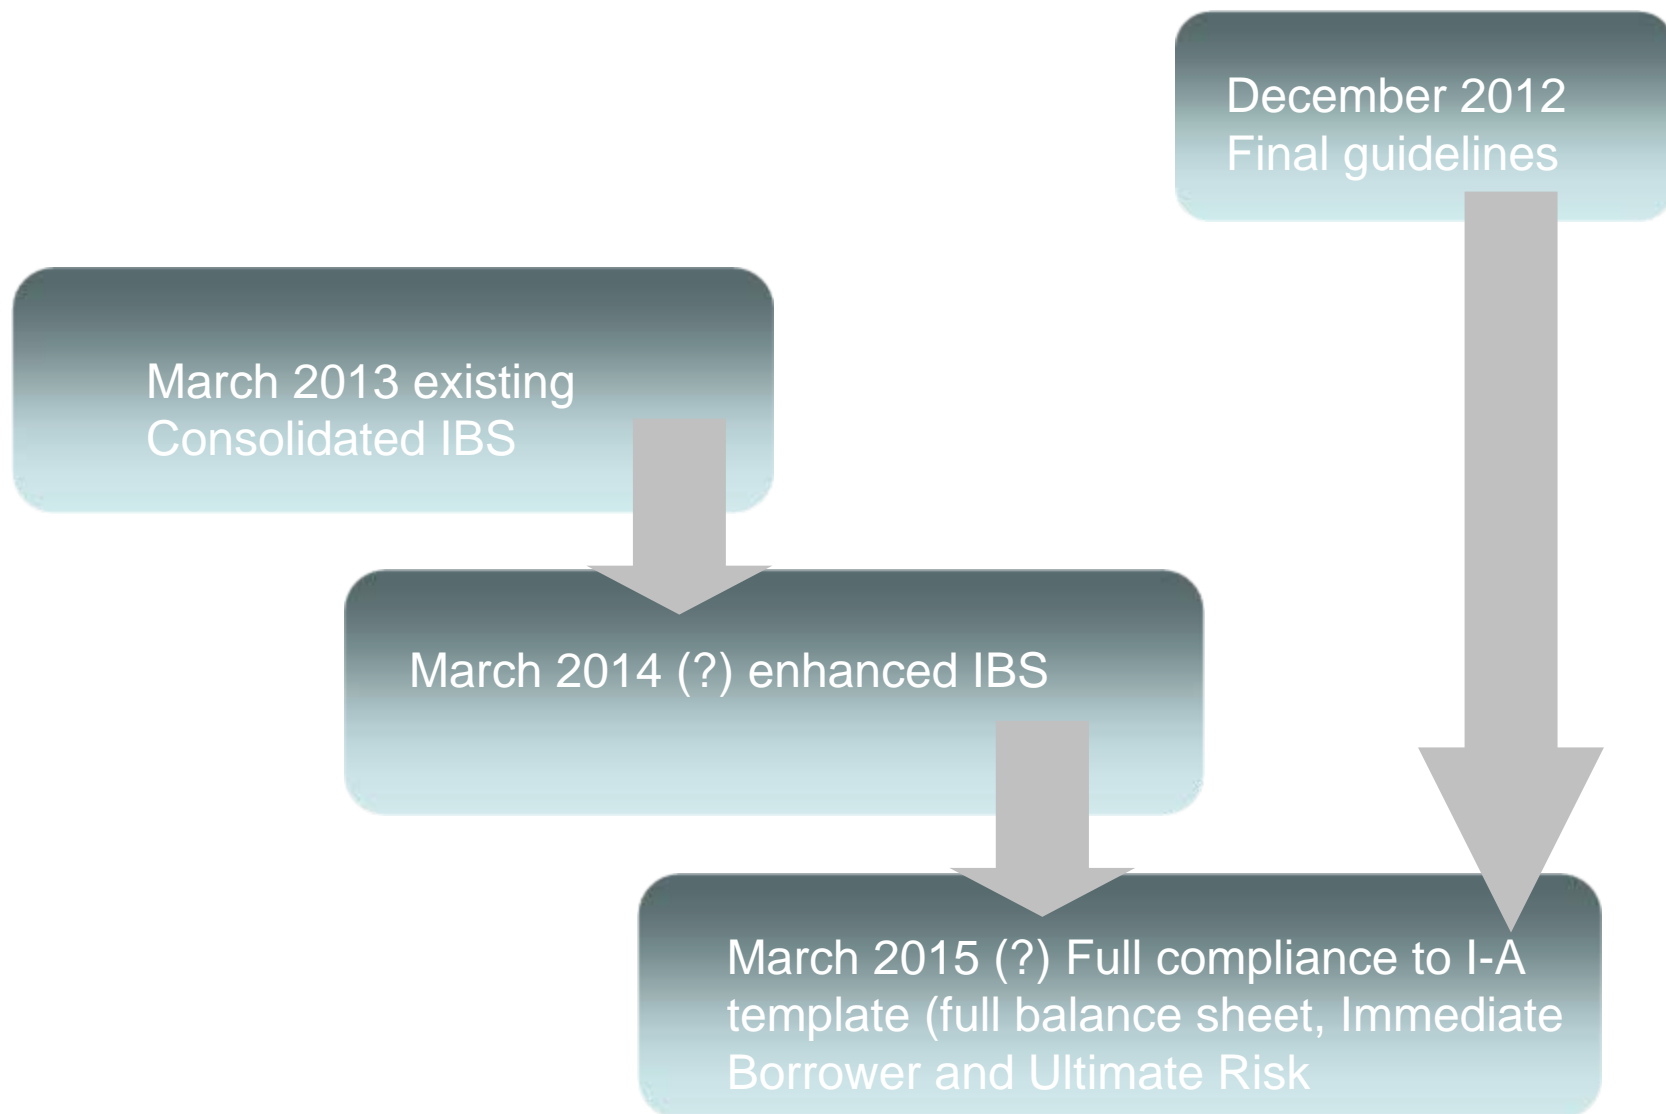 December 2012
Final guidelines
March 2013 existing
Consolidated IBS
March 2014 (?) enhanced IBS
March 2015 (?) Full compliance to I-A
template (full balance sheet, Immediate
Borrower and Ultimate Risk